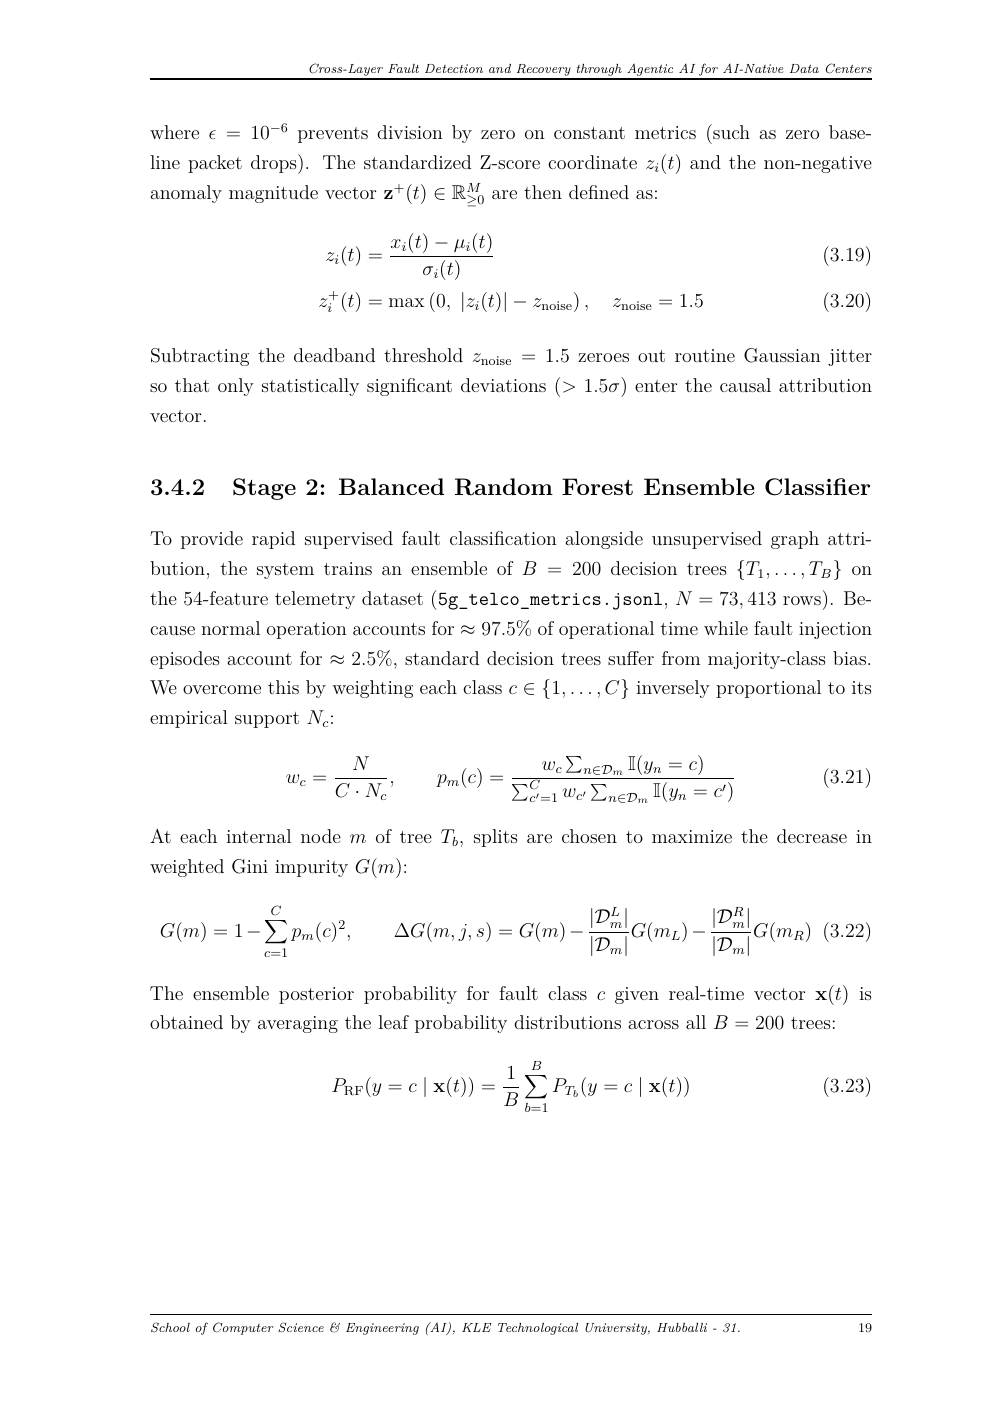 Cross-Layer Fault Detection and Recovery through Agentic AI for AI-Native Data Centers
where ϵ = 10⁻⁶ prevents division by zero on constant metrics (such as zero base-
line packet drops). The standardized Z-score coordinate zᵢ(t) and the non-negative
anomaly magnitude vector z⁺(t) ∈ ℝ^M_≥0 are then defined as:
zᵢ(t) = (xᵢ(t) − μᵢ(t)) / σᵢ(t) (3.19)
zᵢ⁺(t) = max (0, |zᵢ(t)| − z_noise) , z_noise = 1.5 (3.20)
Subtracting the deadband threshold z_noise = 1.5 zeroes out routine Gaussian jitter
so that only statistically significant deviations (> 1.5σ) enter the causal attribution
vector.
3.4.2 Stage 2: Balanced Random Forest Ensemble Classifier
To provide rapid supervised fault classification alongside unsupervised graph attri-
bution, the system trains an ensemble of B = 200 decision trees {T₁, . . . , T_B} on
the 54-feature telemetry dataset (5g_telco_metrics.jsonl, N = 73, 413 rows). Be-
cause normal operation accounts for ≈ 97.5% of operational time while fault injection
episodes account for ≈ 2.5%, standard decision trees suffer from majority-class bias.
We overcome this by weighting each class c ∈ {1, . . . , C} inversely proportional to its
empirical support N_c:
w_c = N / (C · N_c), p_m(c) = (w_c ∑_{n∈𝒟_m} 𝕀(y_n = c)) / (∑_{c′=1}^C w_c′ ∑_{n∈𝒟_m} 𝕀(y_n = c′)) (3.21)
At each internal node m of tree T_b, splits are chosen to maximize the decrease in
weighted Gini impurity G(m):
G(m) = 1 − ∑_{c=1}^C p_m(c)², ΔG(m, j, s) = G(m) − (|𝒟_m^L| / |𝒟_m|) G(m_L) − (|𝒟_m^R| / |𝒟_m|) G(m_R) (3.22)
The ensemble posterior probability for fault class c given real-time vector x(t) is
obtained by averaging the leaf probability distributions across all B = 200 trees:
P_RF(y = c | x(t)) = (1 / B) ∑_{b=1}^B P_{T_b}(y = c | x(t)) (3.23)
School of Computer Science & Engineering (AI), KLE Technological University, Hubballi - 31. 19